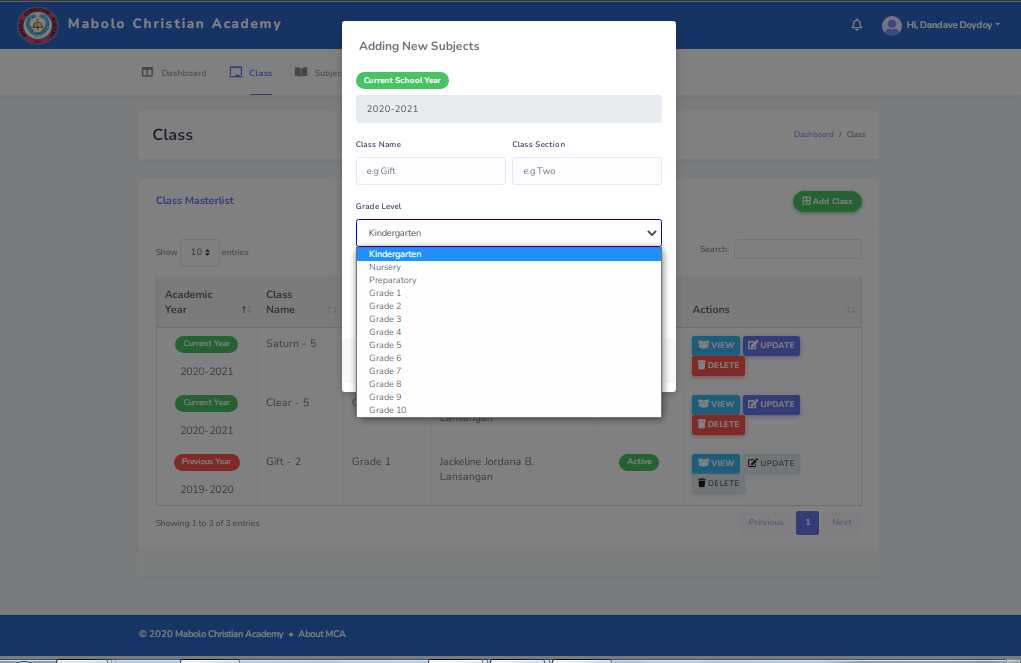 Mabolo Christian Academy
Hi, Dandave Doydoy
Dashboard
Class
Subjec
Adding New Subjects
Current School Year
2020-2021
Class Name
Class Section
e.g Gift
e.g Two
Grade Level
Kindergarten
Kindergarten
Nursery
Preparatory
Grade 1
Grade 2
Grade 3
Grade 4
Grade 5
Grade 6
Grade 7
Grade 8
Grade 9
Grade 10
Class
Dashboard / Class
Class Masterlist
Add Class
Show 10 entries
Search:
Academic Year
Class Name
Actions
Current Year
2020-2021
Saturn - 5
VIEW
UPDATE
DELETE
Current Year
2020-2021
Clear - 5
Lansangan
VIEW
UPDATE
DELETE
Previous Year
2019-2020
Gift - 2
Grade 1
Jackeline Jordana B.
Lansangan
Active
VIEW
UPDATE
DELETE
Showing 1 to 3 of 3 entries
Previous
1
Next
© 2020 Mabolo Christian Academy • About MCA